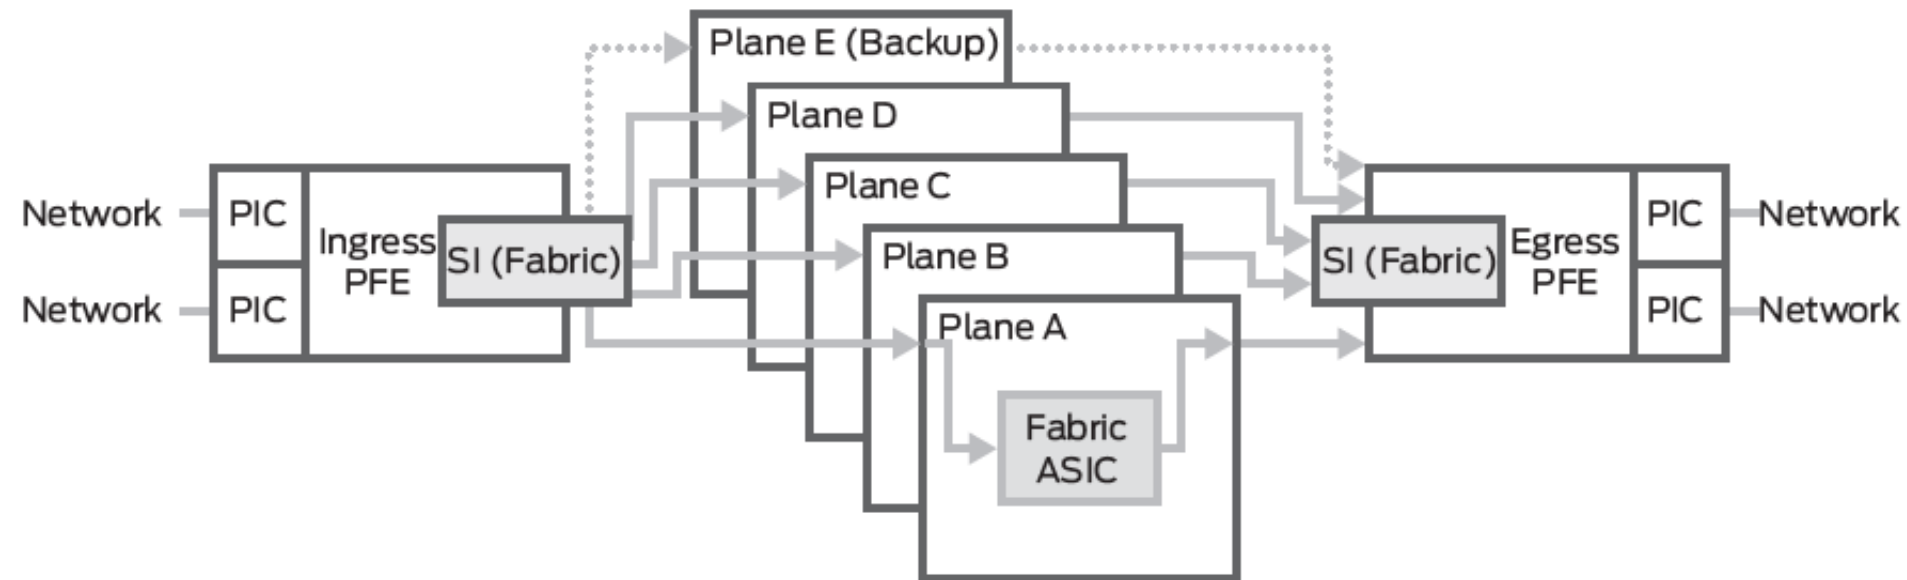 Plane E (Backup)
Plane D
Plane C
Plane B
Plane A
Fabric
ASIC
Network
Network
PIC
PIC
Ingress
PFE
SI (Fabric)
SI (Fabric)
Egress
PFE
PIC
PIC
Network
Network